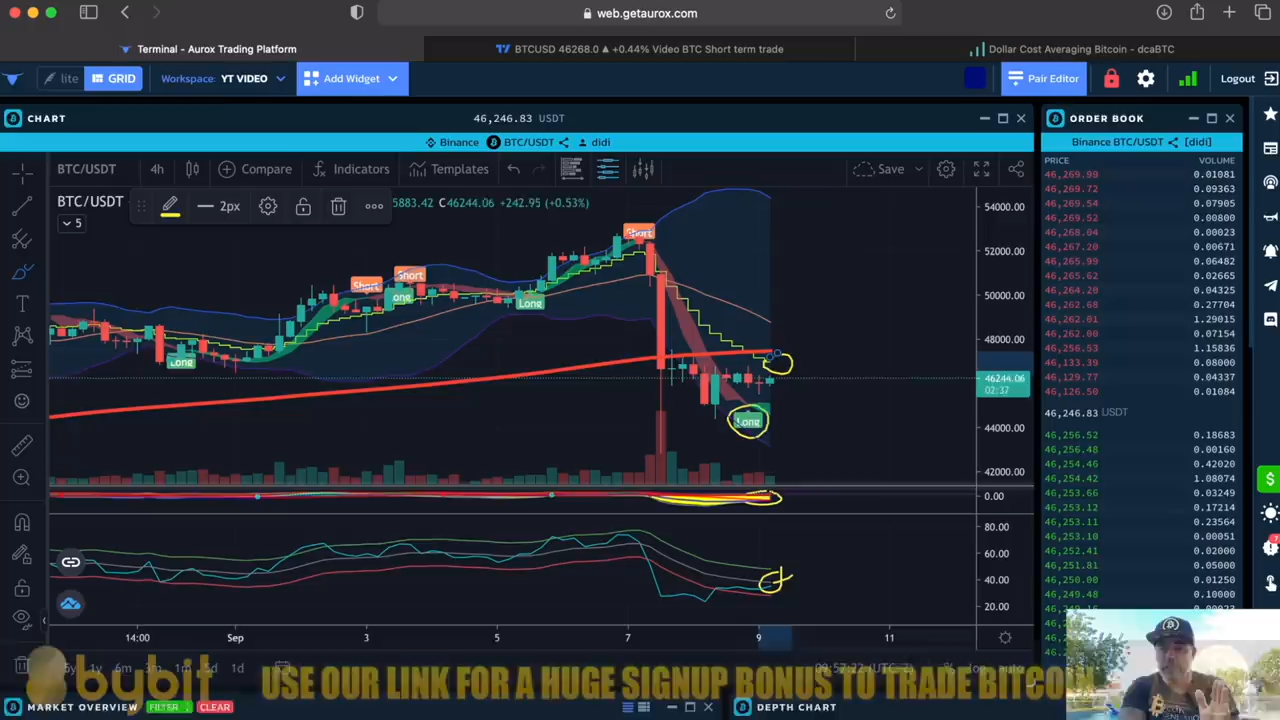 web.getaurox.com
Terminal - Aurox Trading Platform
BTCUSD 46268.0 ▲ +0.44% Video BTC Short term trade
Dollar Cost Averaging Bitcoin - dcaBTC
lite GRID Workspace: YT VIDEO Add Widget Pair Editor Logout
CHART 46,246.83 USDT
Binance BTC/USDT didi
BTC/USDT 4h Compare Indicators Templates Save
BTC/USDT 2px 5883.42 C46244.06 +242.95 (+0.53%)
5
54000.00
52000.00
50000.00
48000.00
46244.06
02:37
44000.00
42000.00
0.00
80.00
60.00
40.00
20.00
Short
Short
Short
Long
Long
Long
Long
14:00 Sep 3 5 7 9 11
5y 1y 6m 3m 1m 5d 1d
% log auto
ORDER BOOK
Binance BTC/USDT [didi]
PRICE VOLUME
46,269.99 0.01081
46,269.72 0.09363
46,269.54 0.07905
46,269.52 0.00800
46,268.04 0.00023
46,267.20 0.00671
46,265.99 0.06482
46,265.62 0.02665
46,264.20 0.04325
46,262.68 0.27704
46,262.01 1.29015
46,262.00 0.07154
46,256.53 1.15836
46,133.39 0.08000
46,129.77 0.04337
46,126.50 0.01084
46,246.83 USDT
46,256.52 0.18683
46,256.48 0.00160
46,254.46 0.42020
46,254.42 1.08074
46,253.66 0.03249
46,253.12 0.17214
46,253.11 0.23564
46,253.10 0.00051
46,252.41 0.02000
46,251.81 0.05000
46,250.00 0.01250
46,249.48 0.10000
bybit USE OUR LINK FOR A HUGE SIGNUP BONUS TO TRADE BITCOIN
MARKET OVERVIEW FILTER CLEAR
DEPTH CHART